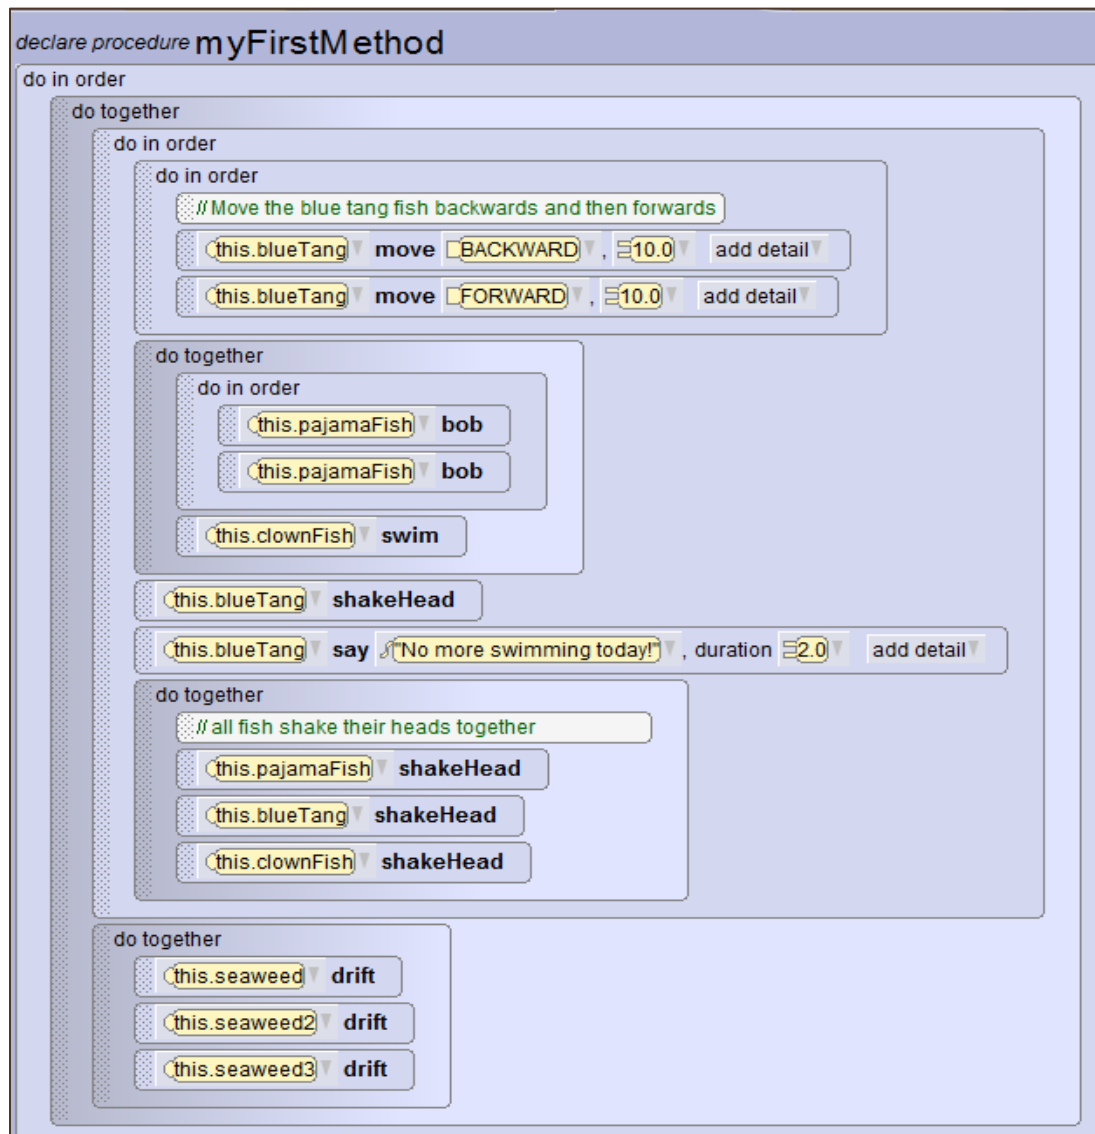 declare procedure myFirstMethod
do in order
do together
do in order
do in order
// Move the blue tang fish backwards and then forwards
this.blueTang move BACKWARD , 10.0 add detail
this.blueTang move FORWARD , 10.0 add detail
do together
do in order
this.pajamaFish bob
this.pajamaFish bob
this.clownFish swim
this.blueTang shakeHead
this.blueTang say "No more swimming today!" , duration 2.0 add detail
do together
// all fish shake their heads together
this.pajamaFish shakeHead
this.blueTang shakeHead
this.clownFish shakeHead
do together
this.seaweed drift
this.seaweed2 drift
this.seaweed3 drift